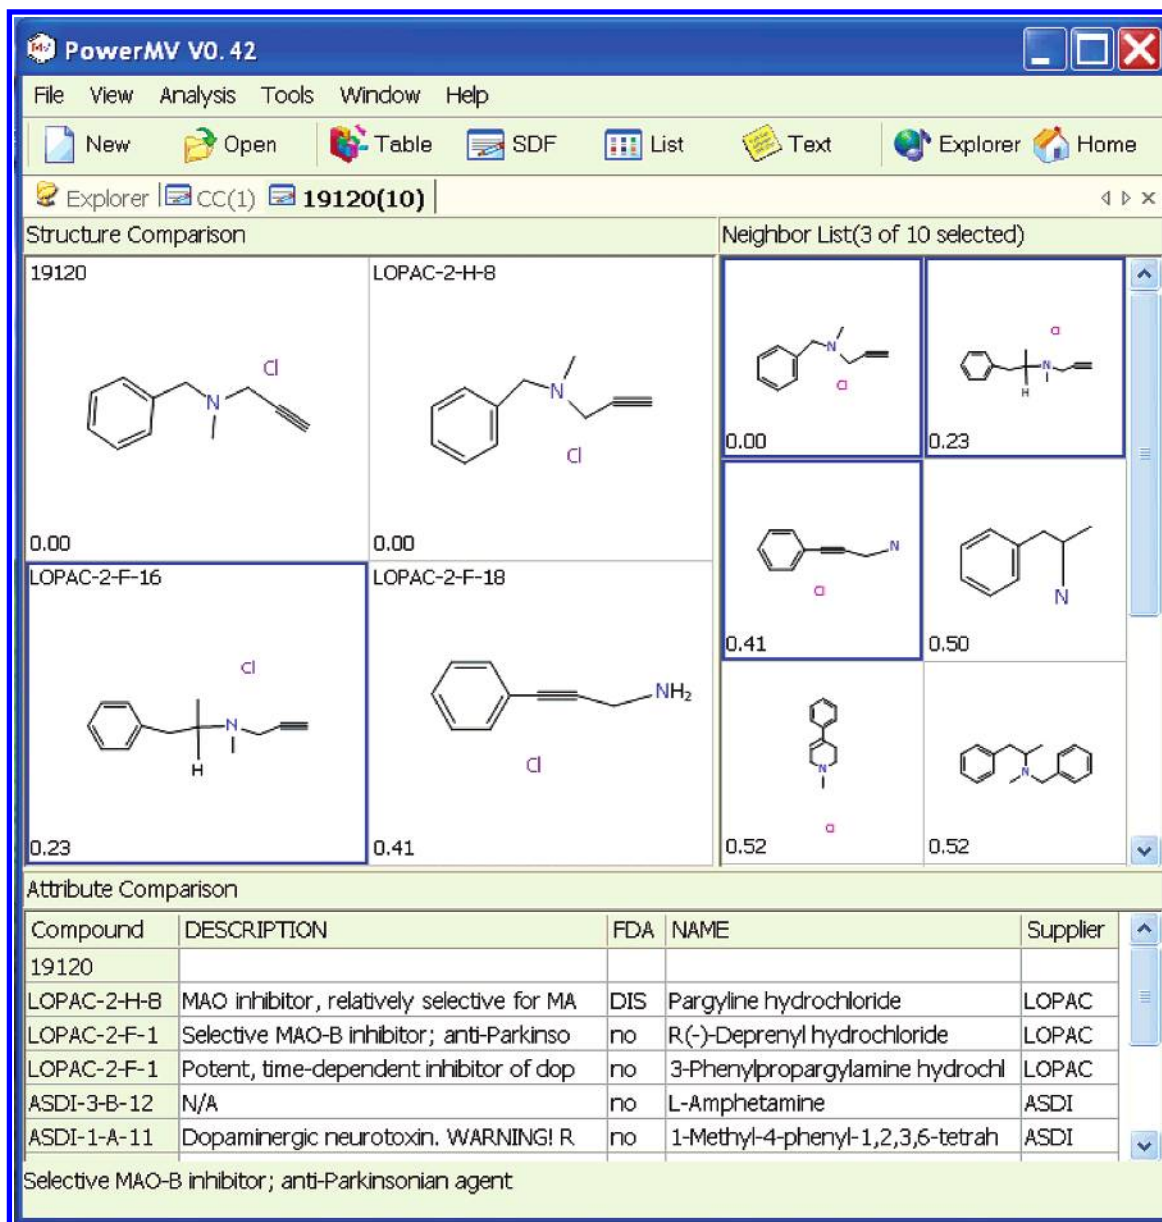 PowerMV V0.42
File View Analysis Tools Window Help
New Open Table SDF List Text Explorer Home
Explorer CC(1) 19120(10)
Structure Comparison
19120
Cl
N
0.00
LOPAC-2-H-8
N
Cl
0.00
LOPAC-2-F-16
Cl
N
H
0.23
LOPAC-2-F-18
NH2
Cl
0.41
Neighbor List(3 of 10 selected)
N
Cl
0.00
Cl
N
H
0.23
N
Cl
0.41
N
0.50
N
Cl
0.52
N
0.52
Attribute Comparison
Compound DESCRIPTION FDA NAME Supplier
19120
LOPAC-2-H-8 MAO inhibitor, relatively selective for MA DIS Pargyline hydrochloride LOPAC
LOPAC-2-F-1 Selective MAO-B inhibitor; anti-Parkinso no R(-)-Deprenyl hydrochloride LOPAC
LOPAC-2-F-1 Potent, time-dependent inhibitor of dop no 3-Phenylpropargylamine hydrochl LOPAC
ASDI-3-B-12 N/A no L-Amphetamine ASDI
ASDI-1-A-11 Dopaminergic neurotoxin. WARNING! R no 1-Methyl-4-phenyl-1,2,3,6-tetrah ASDI
Selective MAO-B inhibitor; anti-Parkinsonian agent